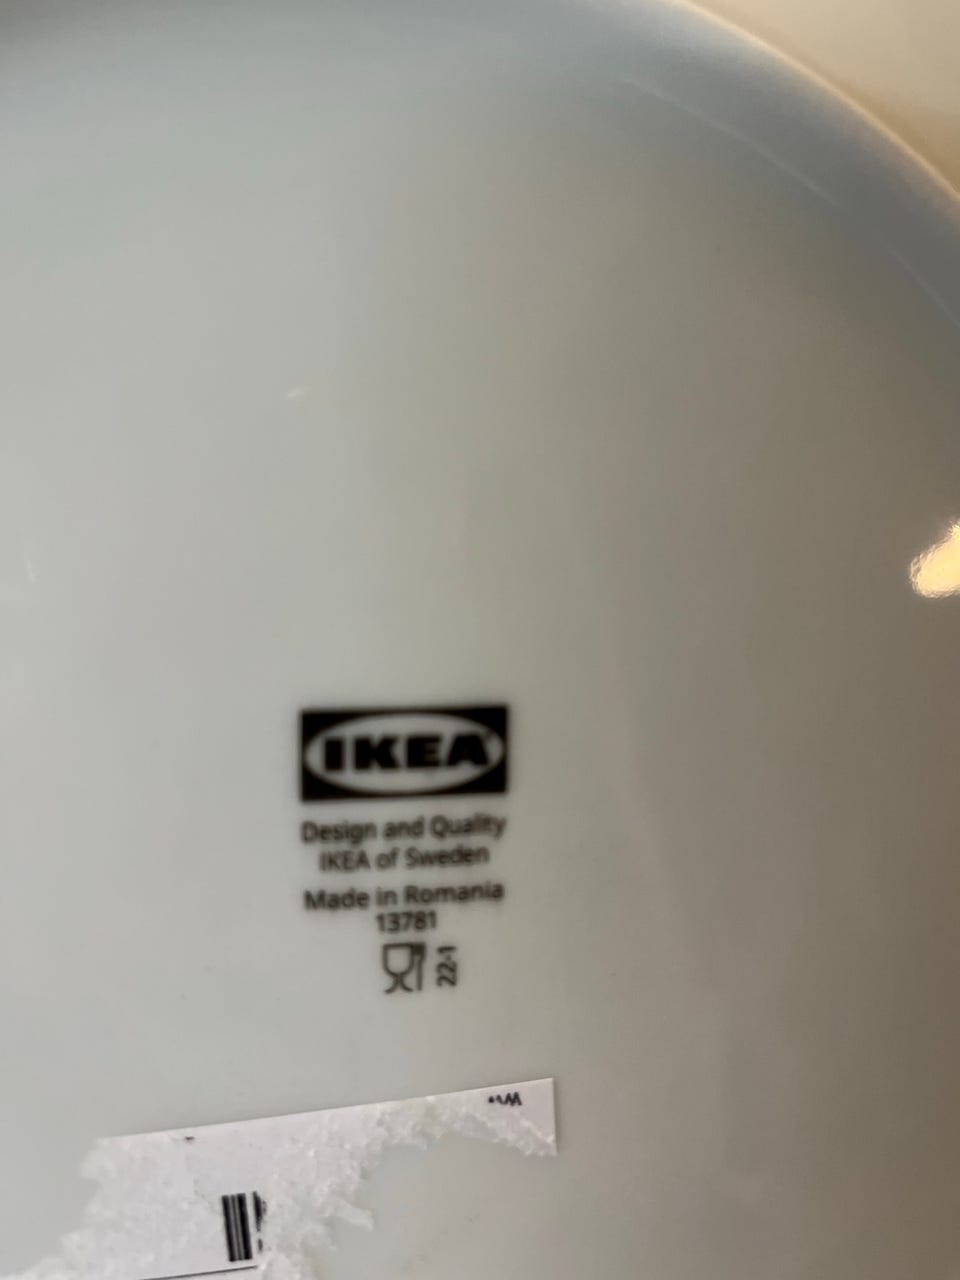 IKEA
Design and Quality
IKEA of Sweden
Made in Romania
13781
22-1